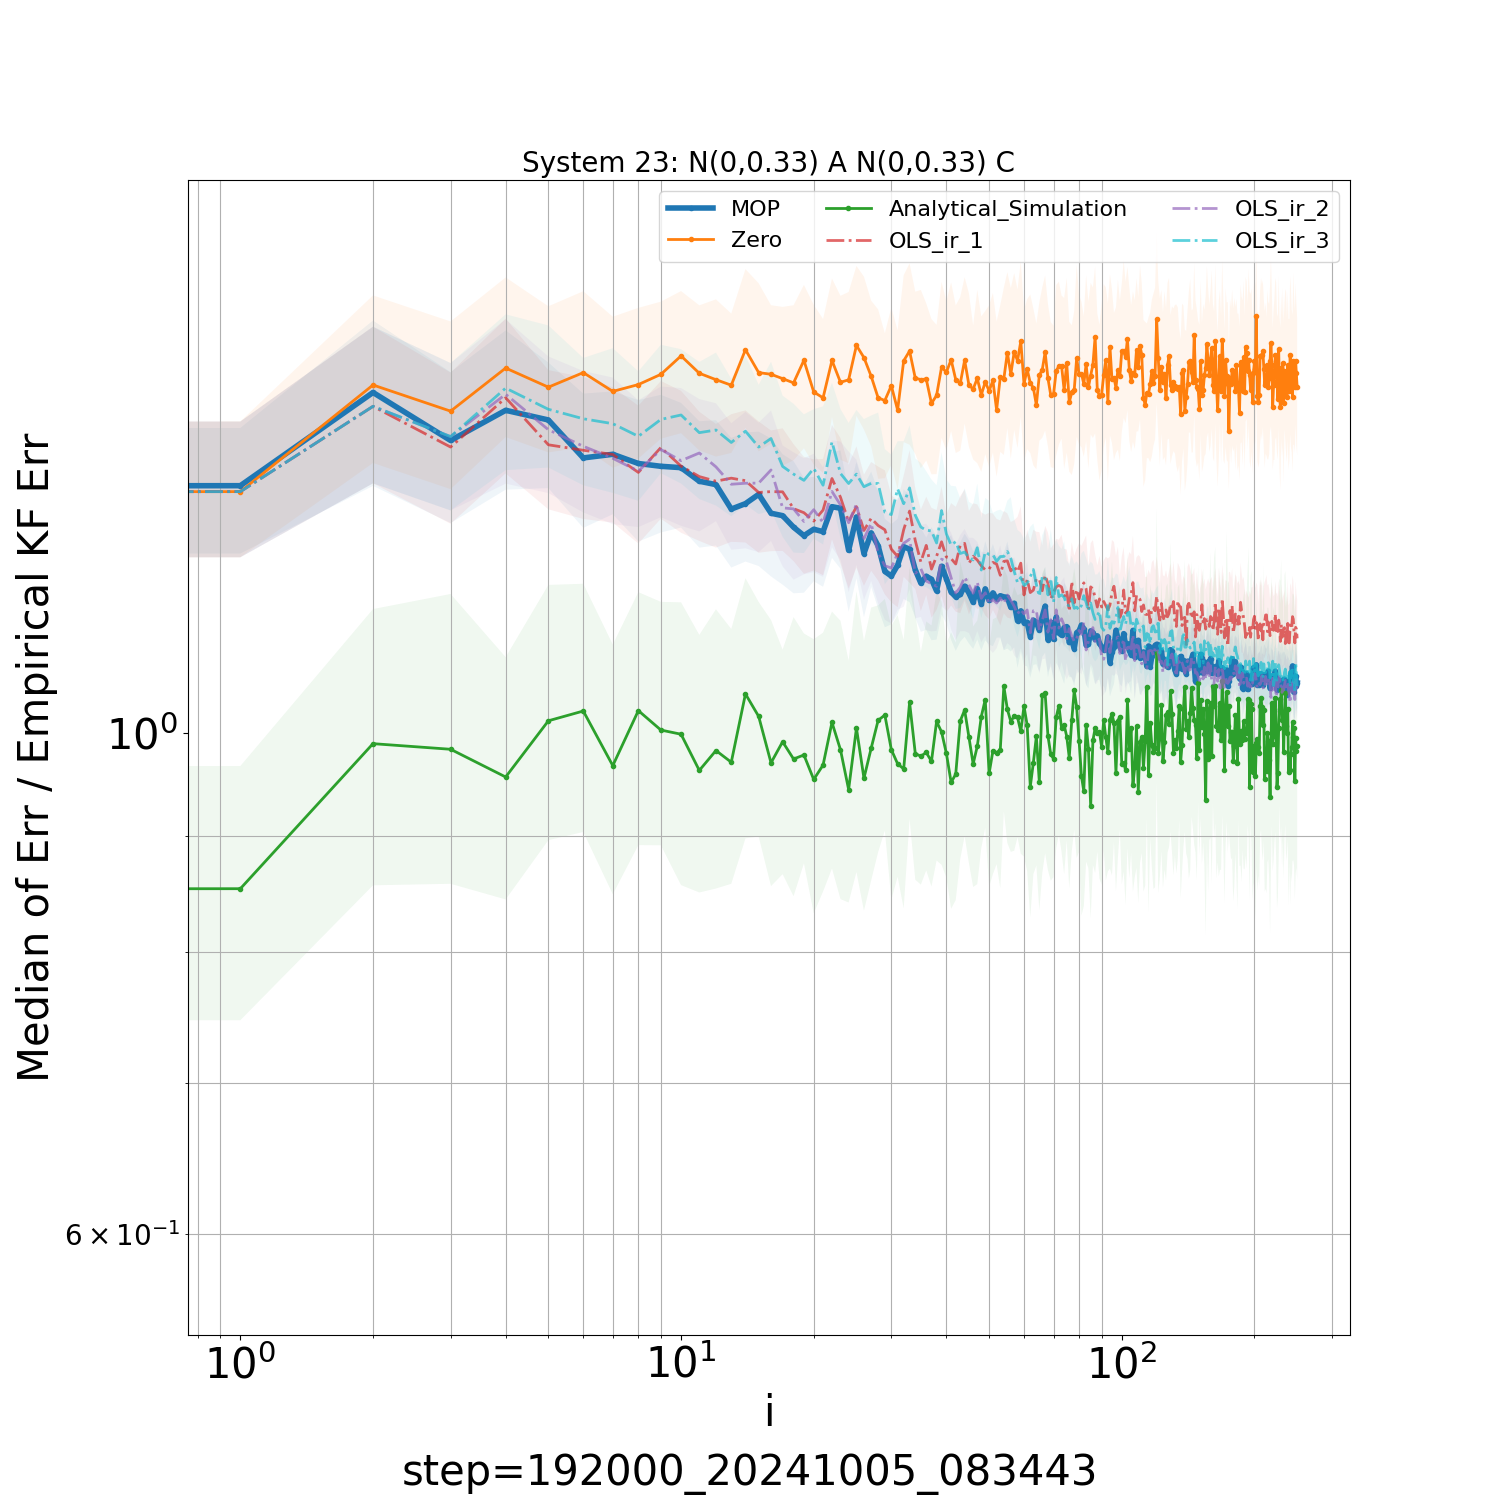 System 23: N(0,0.33) A N(0,0.33) C
MOP
Zero
Analytical_Simulation
OLS_ir_1
OLS_ir_2
OLS_ir_3
Median of Err / Empirical KF Err
10⁰
6 × 10⁻¹
10⁰
10¹
10²
i
step=192000_20241005_083443